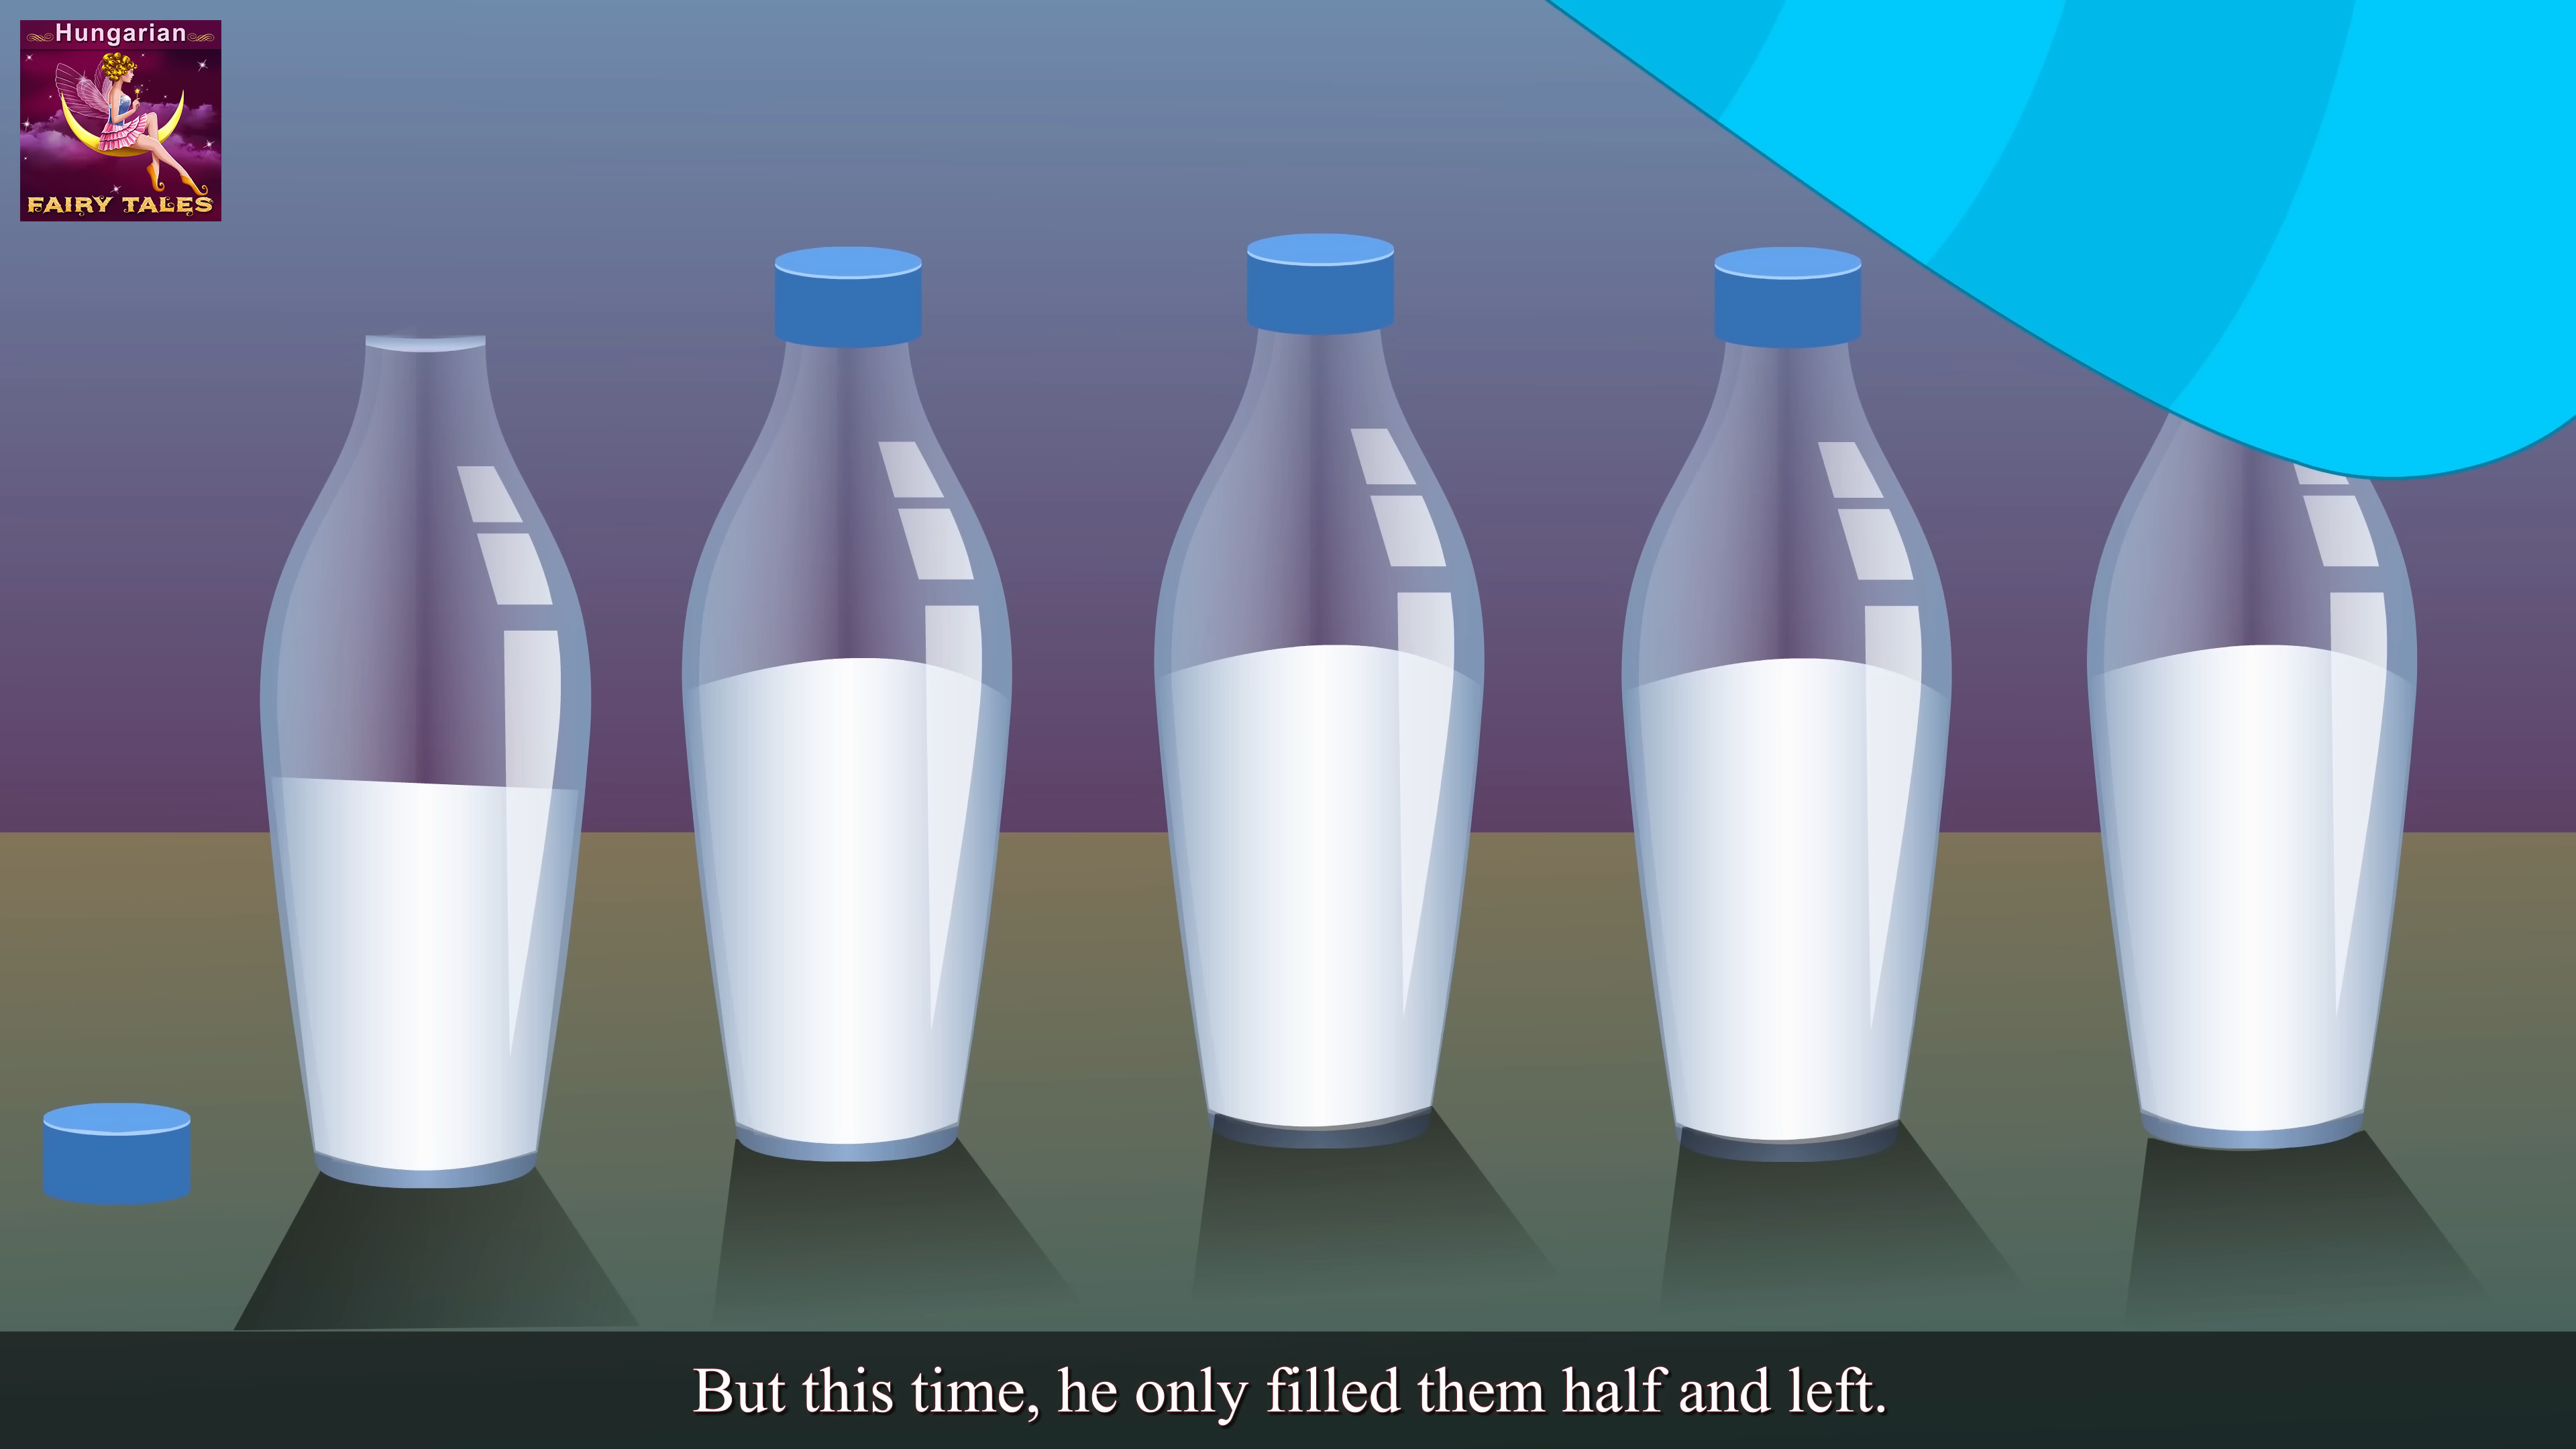 Hungarian
FAIRY TALES
But this time, he only filled them half and left.